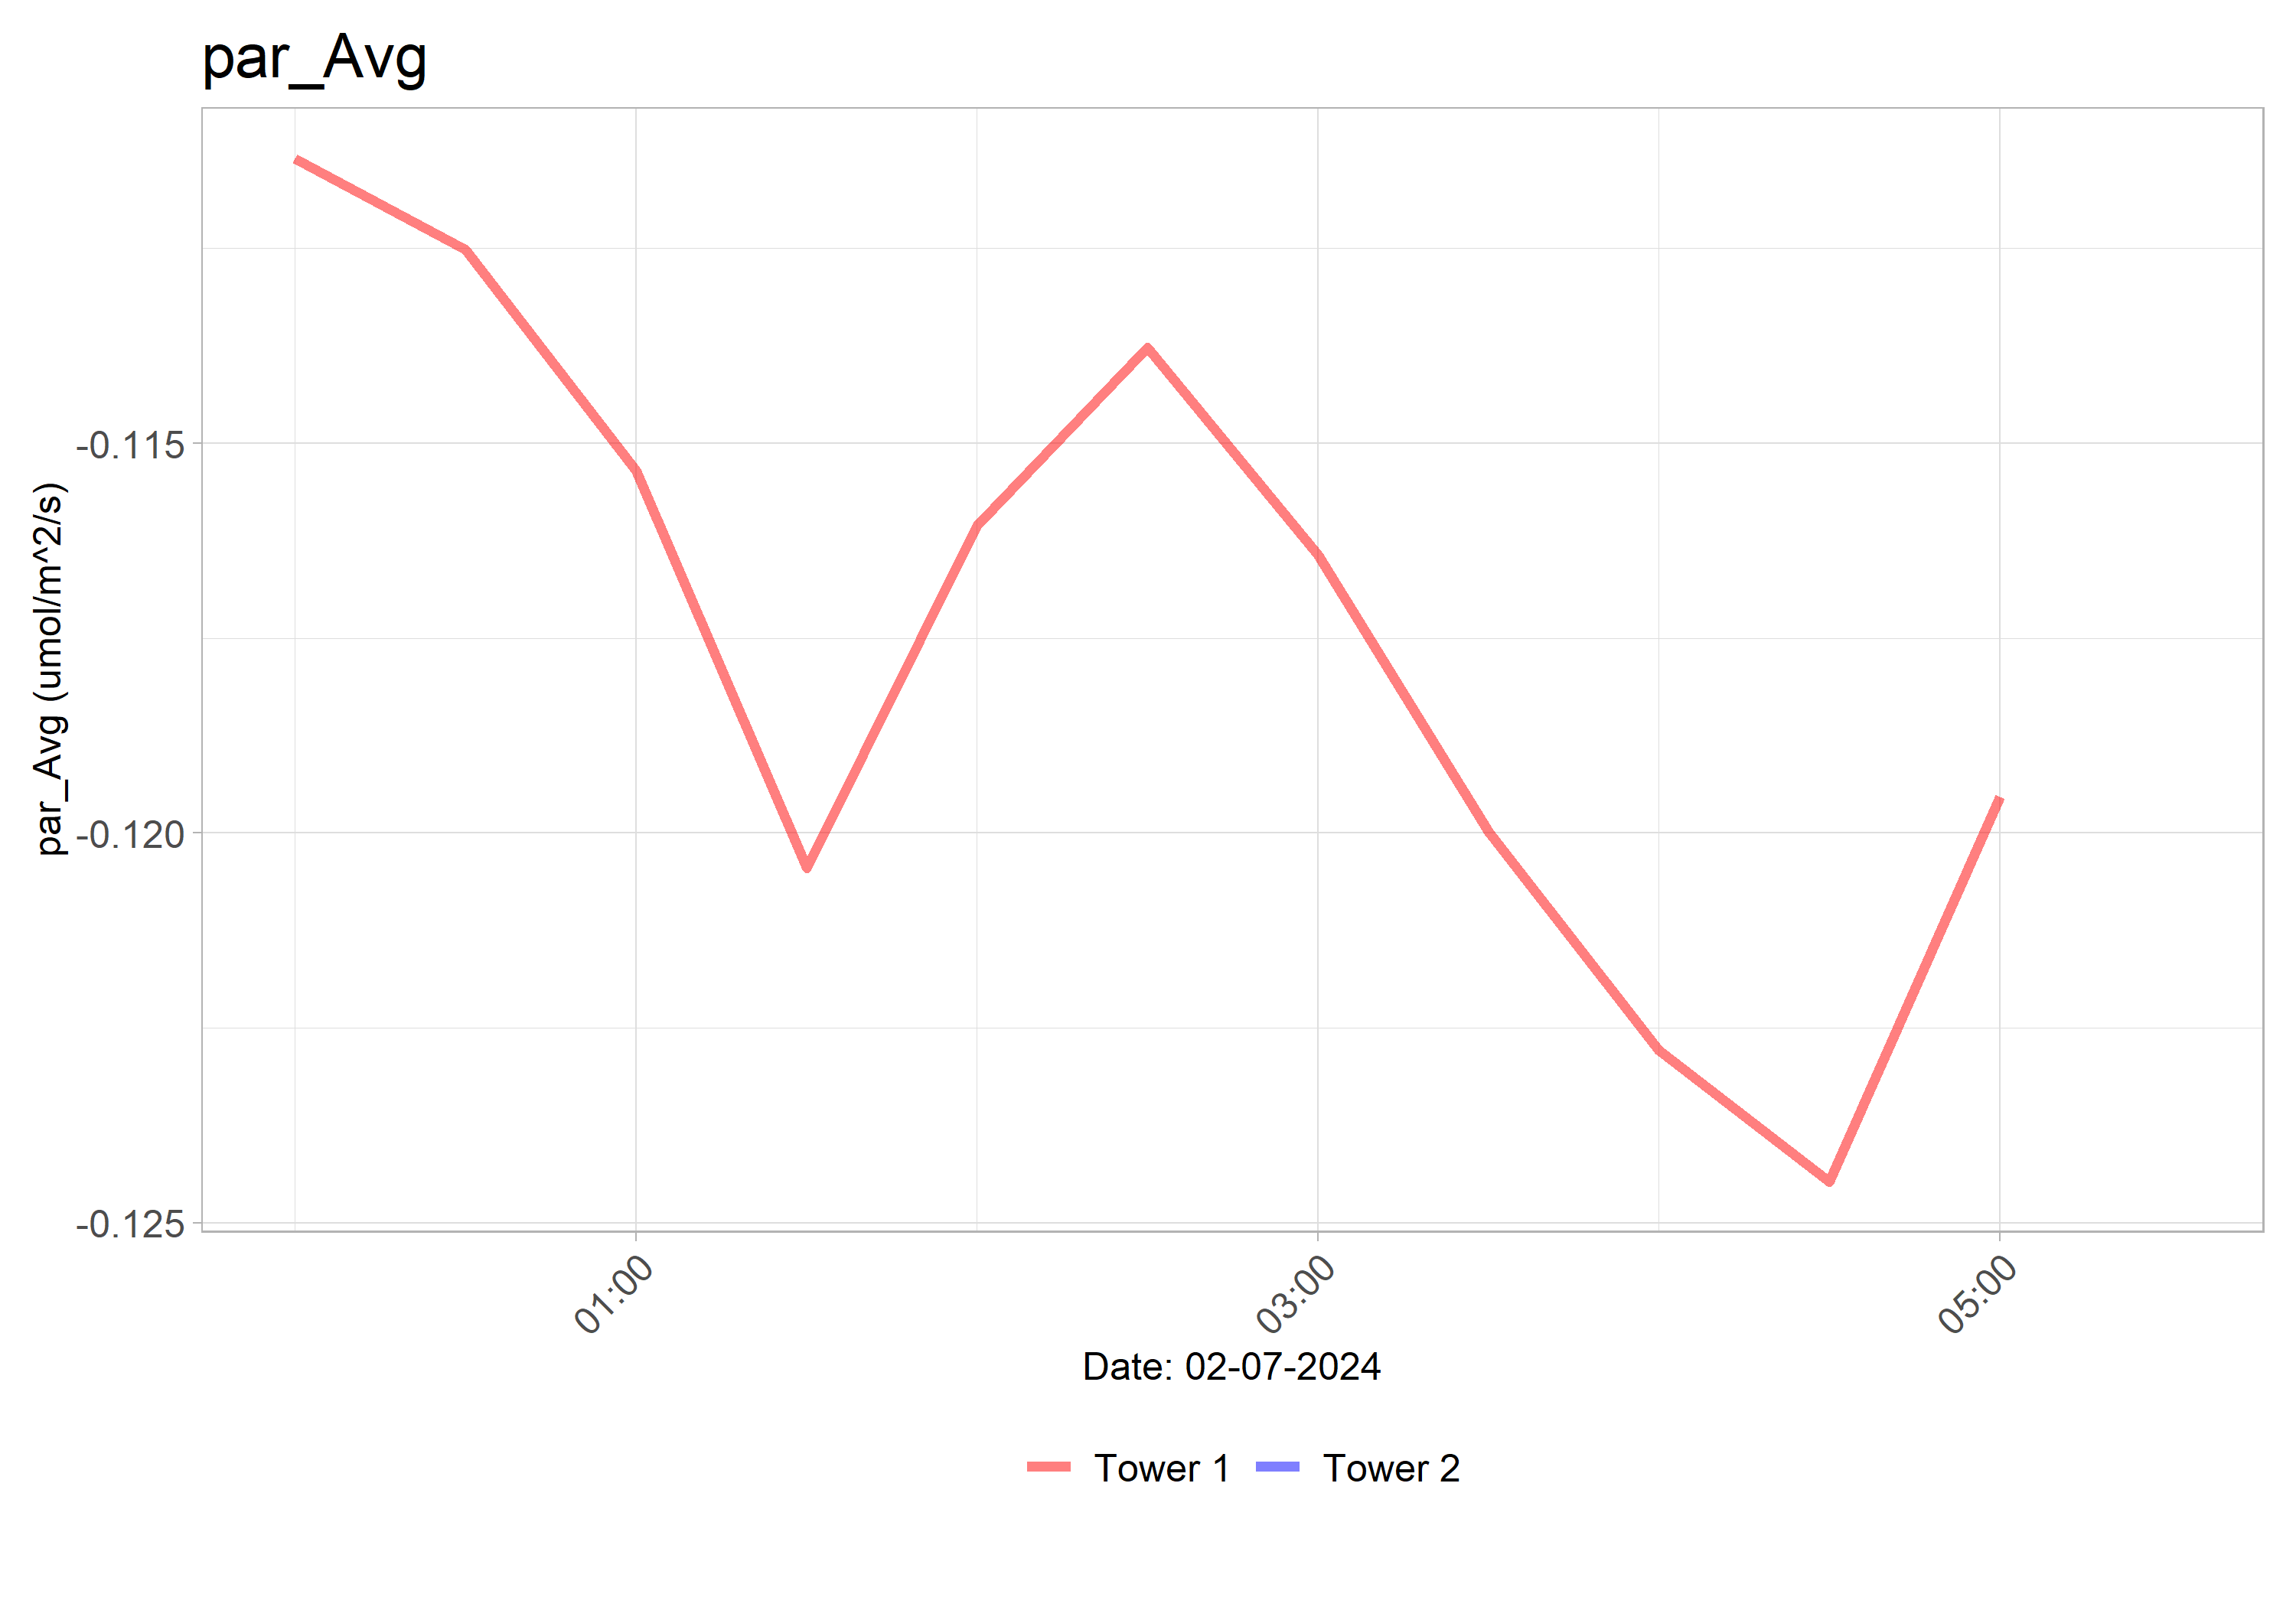 par_Avg
par_Avg (umol/m^2/s)
-0.115
-0.120
-0.125
01:00
03:00
05:00
Date: 02-07-2024
Tower 1
Tower 2